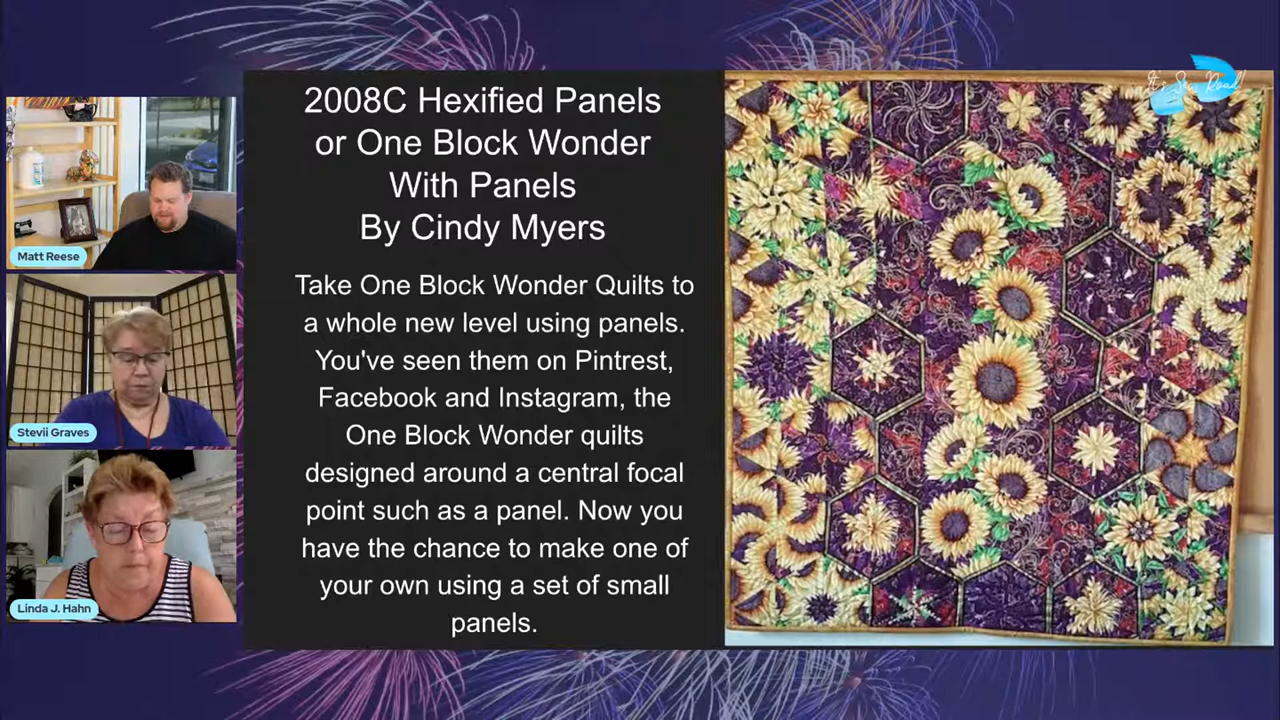 2008C Hexified Panels
or One Block Wonder
With Panels
By Cindy Myers
Take One Block Wonder Quilts to
a whole new level using panels.
You've seen them on Pintrest,
Facebook and Instagram, the
One Block Wonder quilts
designed around a central focal
point such as a panel. Now you
have the chance to make one of
your own using a set of small
panels.
Matt Reese
Stevii Graves
Linda J. Hahn
It's Sew Road!